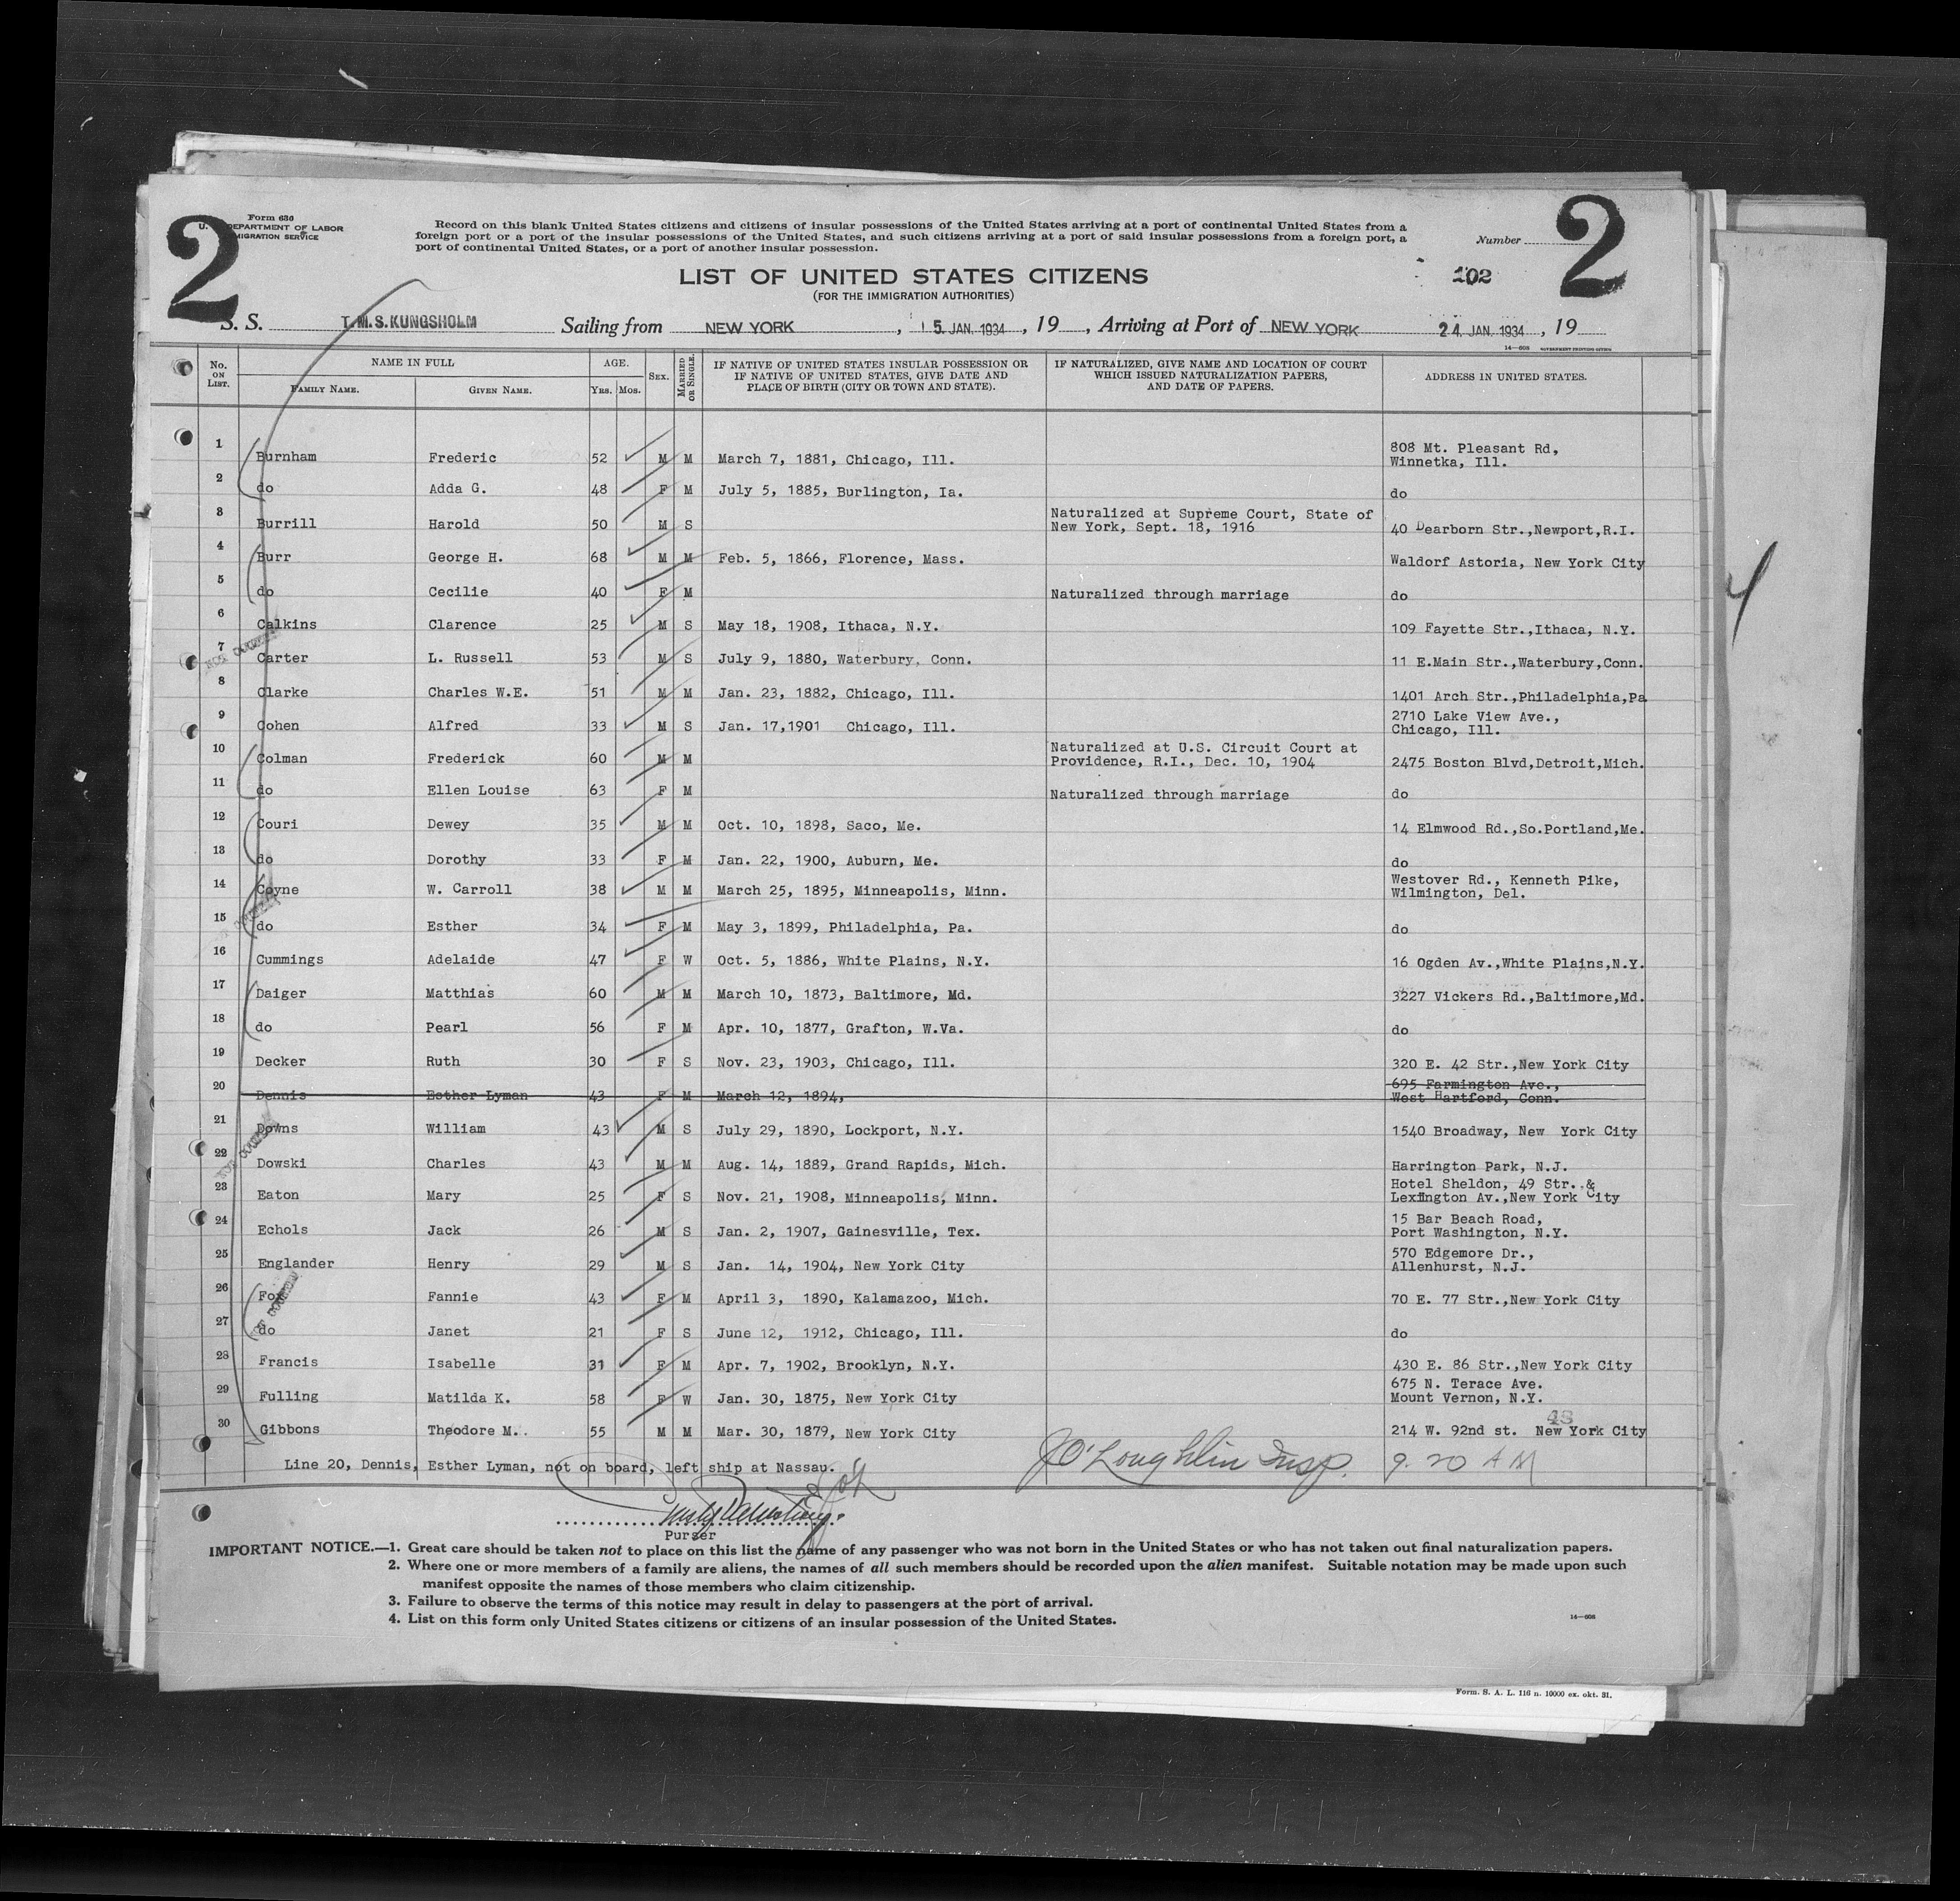 2
Form 630
U. DEPARTMENT OF LABOR
MIGRATION SERVICE
Record on this blank United States citizens and citizens of insular possessions of the United States arriving at a port of continental United States from a
foreign port or a port of the insular possessions of the United States, and such citizens arriving at a port of said insular possessions from a foreign port, a
port of continental United States, or a port of another insular possession.
Number
2
LIST OF UNITED STATES CITIZENS
(FOR THE IMMIGRATION AUTHORITIES)
102
S. S. T.M.S.KUNGSHOLM Sailing from NEW YORK, 15 JAN. 1934, 19, Arriving at Port of NEW YORK 24 JAN. 1934, 19
14—608 GOVERNMENT PRINTING OFFICE
No. ON LIST. NAME IN FULL FAMILY NAME. GIVEN NAME. AGE. YRS. MOS. SEX. MARRIED OR SINGLE. IF NATIVE OF UNITED STATES INSULAR POSSESSION OR IF NATIVE OF UNITED STATES, GIVE DATE AND PLACE OF BIRTH (CITY OR TOWN AND STATE). IF NATURALIZED, GIVE NAME AND LOCATION OF COURT WHICH ISSUED NATURALIZATION PAPERS, AND DATE OF PAPERS. ADDRESS IN UNITED STATES.
1 Burnham Frederic 52 M M March 7, 1881, Chicago, Ill. 808 Mt. Pleasant Rd, Winnetka, Ill.
2 do Adda G. 48 F M July 5, 1885, Burlington, Ia. do
3 Burrill Harold 50 M S Naturalized at Supreme Court, State of New York, Sept. 18, 1916 40 Dearborn Str.,Newport,R.I.
4 Burr George H. 68 M M Feb. 5, 1866, Florence, Mass. Waldorf Astoria, New York City
5 do Cecilie 40 F M Naturalized through marriage do
6 Calkins Clarence 25 M S May 18, 1908, Ithaca, N.Y. 109 Fayette Str.,Ithaca, N.Y.
7 Carter L. Russell 53 M S July 9, 1880, Waterbury, Conn. 11 E.Main Str.,Waterbury,Conn.
8 Clarke Charles W.E. 51 M M Jan. 23, 1882, Chicago, Ill. 1401 Arch Str.,Philadelphia,Pa
9 Cohen Alfred 33 M S Jan. 17,1901 Chicago, Ill. 2710 Lake View Ave., Chicago, Ill.
10 Colman Frederick 60 M M Naturalized at U.S. Circuit Court at Providence, R.I., Dec. 10, 1904 2475 Boston Blvd,Detroit,Mich.
11 do Ellen Louise 63 F M Naturalized through marriage do
12 Couri Dewey 35 M M Oct. 10, 1898, Saco, Me. 14 Elmwood Rd.,So.Portland,Me.
13 do Dorothy 33 F M Jan. 22, 1900, Auburn, Me. do
14 Coyne W. Carroll 38 M M March 25, 1895, Minneapolis, Minn. Westover Rd., Kenneth Pike, Wilmington, Del.
15 do Esther 34 F M May 3, 1899, Philadelphia, Pa. do
16 Cummings Adelaide 47 F W Oct. 5, 1886, White Plains, N.Y. 16 Ogden Av.,White Plains,N.Y.
17 Daiger Matthias 60 M M March 10, 1873, Baltimore, Md. 3227 Vickers Rd.,Baltimore,Md.
18 do Pearl 56 F M Apr. 10, 1877, Grafton, W.Va. do
19 Decker Ruth 30 F S Nov. 23, 1903, Chicago, Ill. 320 E. 42 Str.,New York City
20 Dennis Esther Lyman 43 F M March 12, 1894, 695 Farmington Ave., West Hartford, Conn.
21 Downs William 43 M S July 29, 1890, Lockport, N.Y. 1540 Broadway, New York City
22 Dowski Charles 43 M M Aug. 14, 1889, Grand Rapids, Mich. Harrington Park, N.J.
23 Eaton Mary 25 F S Nov. 21, 1908, Minneapolis, Minn. Hotel Sheldon, 49 Str. & Lexington Av.,New York City
24 Echols Jack 26 M S Jan. 2, 1907, Gainesville, Tex. 15 Bar Beach Road, Port Washington, N.Y.
25 Englander Henry 29 M S Jan. 14, 1904, New York City 570 Edgemore Dr., Allenhurst, N.J.
26 Fox Fannie 43 F M April 3, 1890, Kalamazoo, Mich. 70 E. 77 Str.,New York City
27 do Janet 21 F S June 12, 1912, Chicago, Ill. do
28 Francis Isabelle 31 F M Apr. 7, 1902, Brooklyn, N.Y. 430 E. 86 Str.,New York City
29 Fulling Matilda K. 58 F W Jan. 30, 1875, New York City 675 N. Terace Ave. Mount Vernon, N.Y.
30 Gibbons Theodore M.. 55 M M Mar. 30, 1879, New York City 214 W. 92nd st. New York City
43
Line 20, Dennis, Esther Lyman, not on board, left ship at Nassau.
JO'Loughlin Insp. 9.20 AM
Purser
IMPORTANT NOTICE.—1. Great care should be taken not to place on this list the name of any passenger who was not born in the United States or who has not taken out final naturalization papers.
2. Where one or more members of a family are aliens, the names of all such members should be recorded upon the alien manifest. Suitable notation may be made upon such
manifest opposite the names of those members who claim citizenship.
3. Failure to observe the terms of this notice may result in delay to passengers at the port of arrival.
4. List on this form only United States citizens or citizens of an insular possession of the United States.
14—608
Form. S. A. L. 116 n. 10000 ex. okt. 31.
4